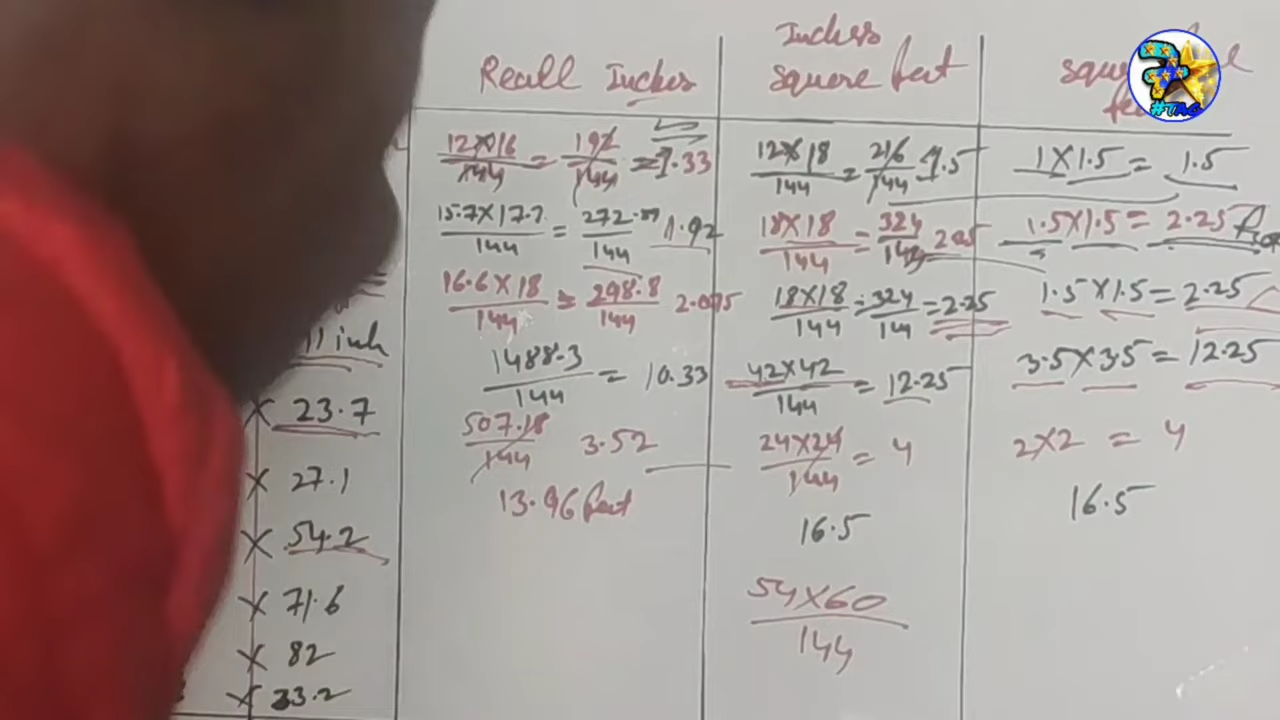 Recall Inches
12×16/144 = 192/144 = 1.33
15.7×17.7/144 = 272.87/144 1.92
16.6×18/144 = 298.8/144 2.075
1488.3/144 = 10.33
507.18/144 3.52
13.96 feet
Inches
square feet
12×18/144 = 216/144 1.5
18×18/144 = 324/144 2.25
18×18/144 = 324/144 = 2.25
42×42/144 = 12.25
24×24/144 = 4
16.5
54×60/144
1×1.5 = 1.5
1.5×1.5 = 2.25
1.5×1.5 = 2.25
3.5×3.5 = 12.25
2×2 = 4
16.5
11 inch
× 23.7
× 27.1
× 54.2
× 71.6
× 82
× 33.2
#TAG